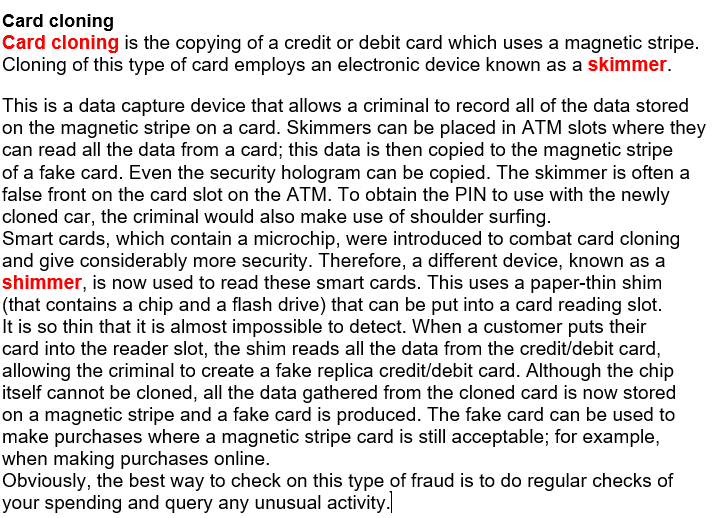 Card cloning
Card cloning is the copying of a credit or debit card which uses a magnetic stripe.
Cloning of this type of card employs an electronic device known as a skimmer.
This is a data capture device that allows a criminal to record all of the data stored
on the magnetic stripe on a card. Skimmers can be placed in ATM slots where they
can read all the data from a card; this data is then copied to the magnetic stripe
of a fake card. Even the security hologram can be copied. The skimmer is often a
false front on the card slot on the ATM. To obtain the PIN to use with the newly
cloned car, the criminal would also make use of shoulder surfing.
Smart cards, which contain a microchip, were introduced to combat card cloning
and give considerably more security. Therefore, a different device, known as a
shimmer, is now used to read these smart cards. This uses a paper-thin shim
(that contains a chip and a flash drive) that can be put into a card reading slot.
It is so thin that it is almost impossible to detect. When a customer puts their
card into the reader slot, the shim reads all the data from the credit/debit card,
allowing the criminal to create a fake replica credit/debit card. Although the chip
itself cannot be cloned, all the data gathered from the cloned card is now stored
on a magnetic stripe and a fake card is produced. The fake card can be used to
make purchases where a magnetic stripe card is still acceptable; for example,
when making purchases online.
Obviously, the best way to check on this type of fraud is to do regular checks of
your spending and query any unusual activity.